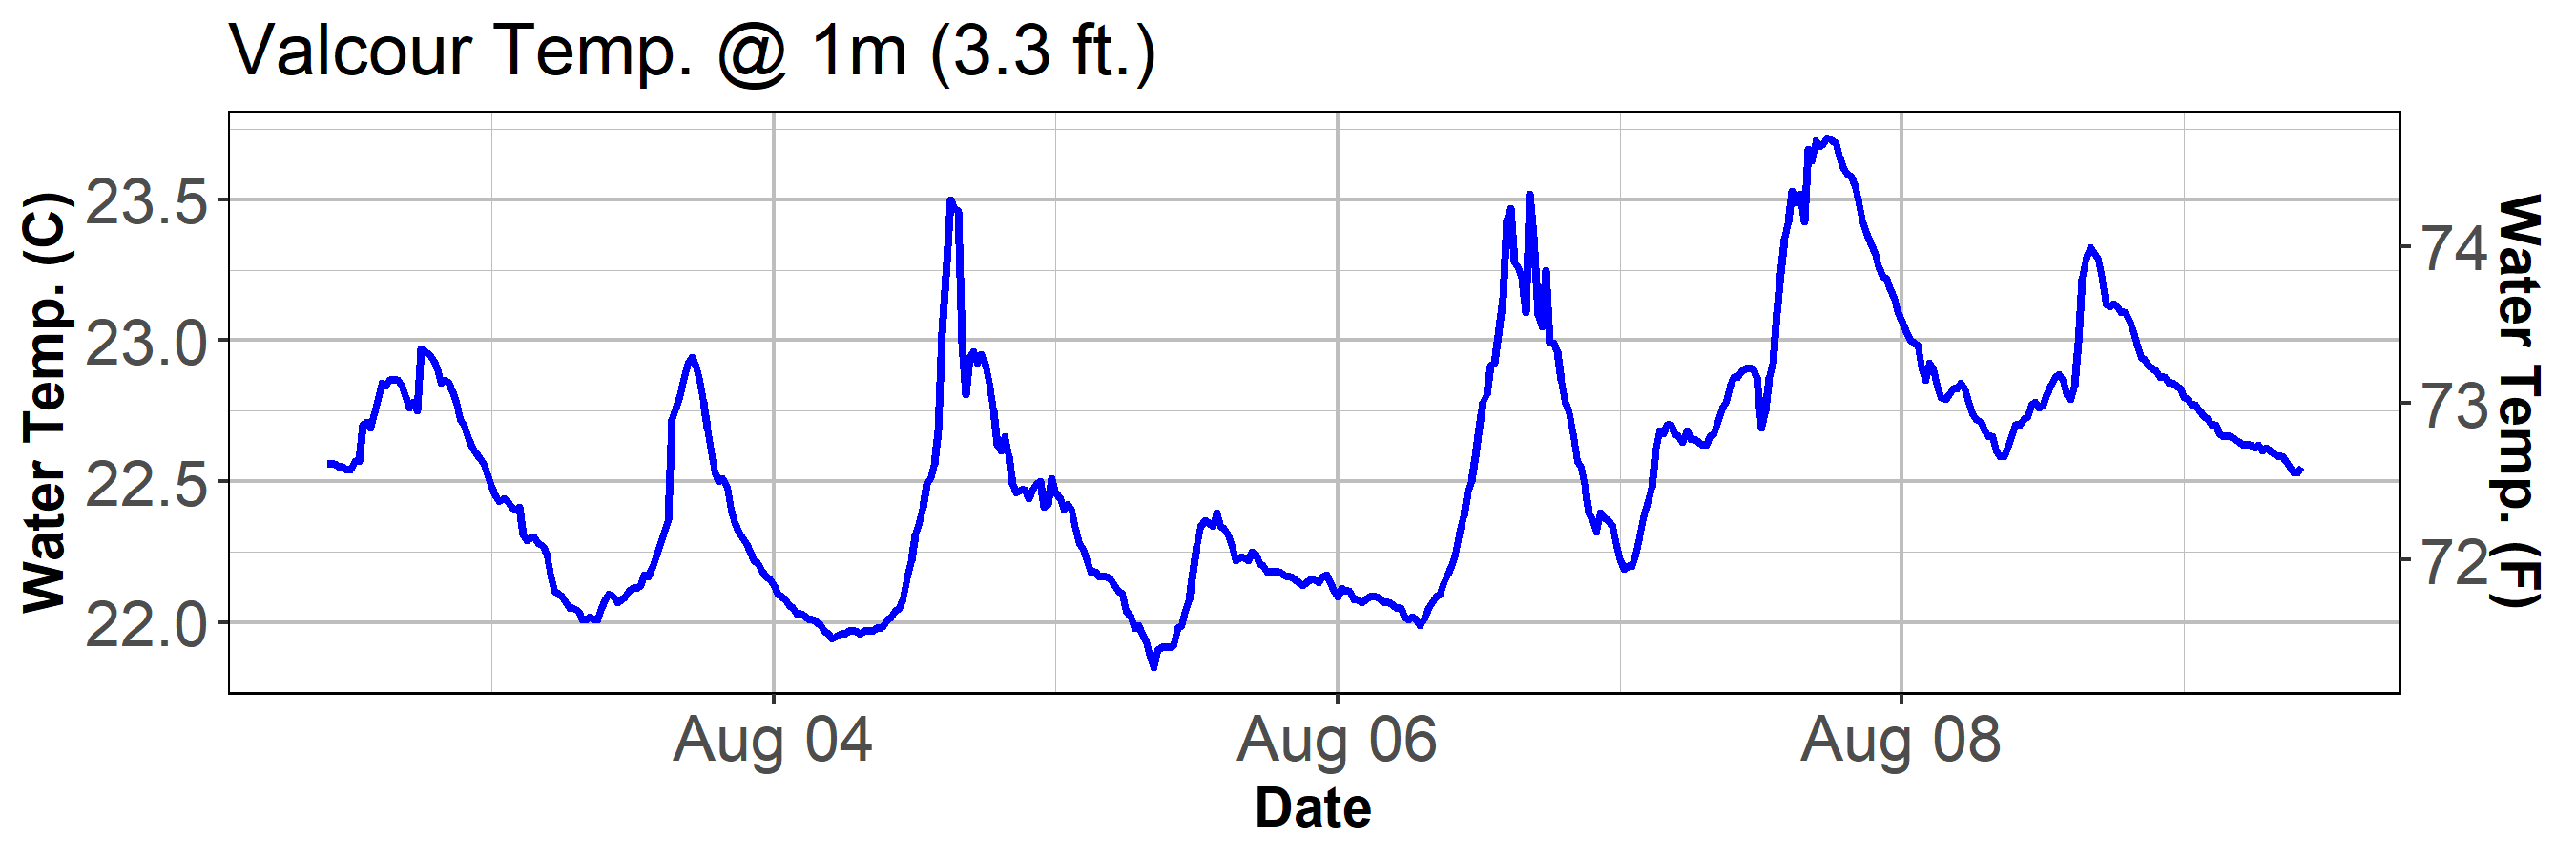 Valcour Temp. @ 1m (3.3 ft.)
Water Temp. (C)
23.5
23.0
22.5
22.0
74
73
72
Water Temp. (F)
Aug 04
Aug 06
Aug 08
Date